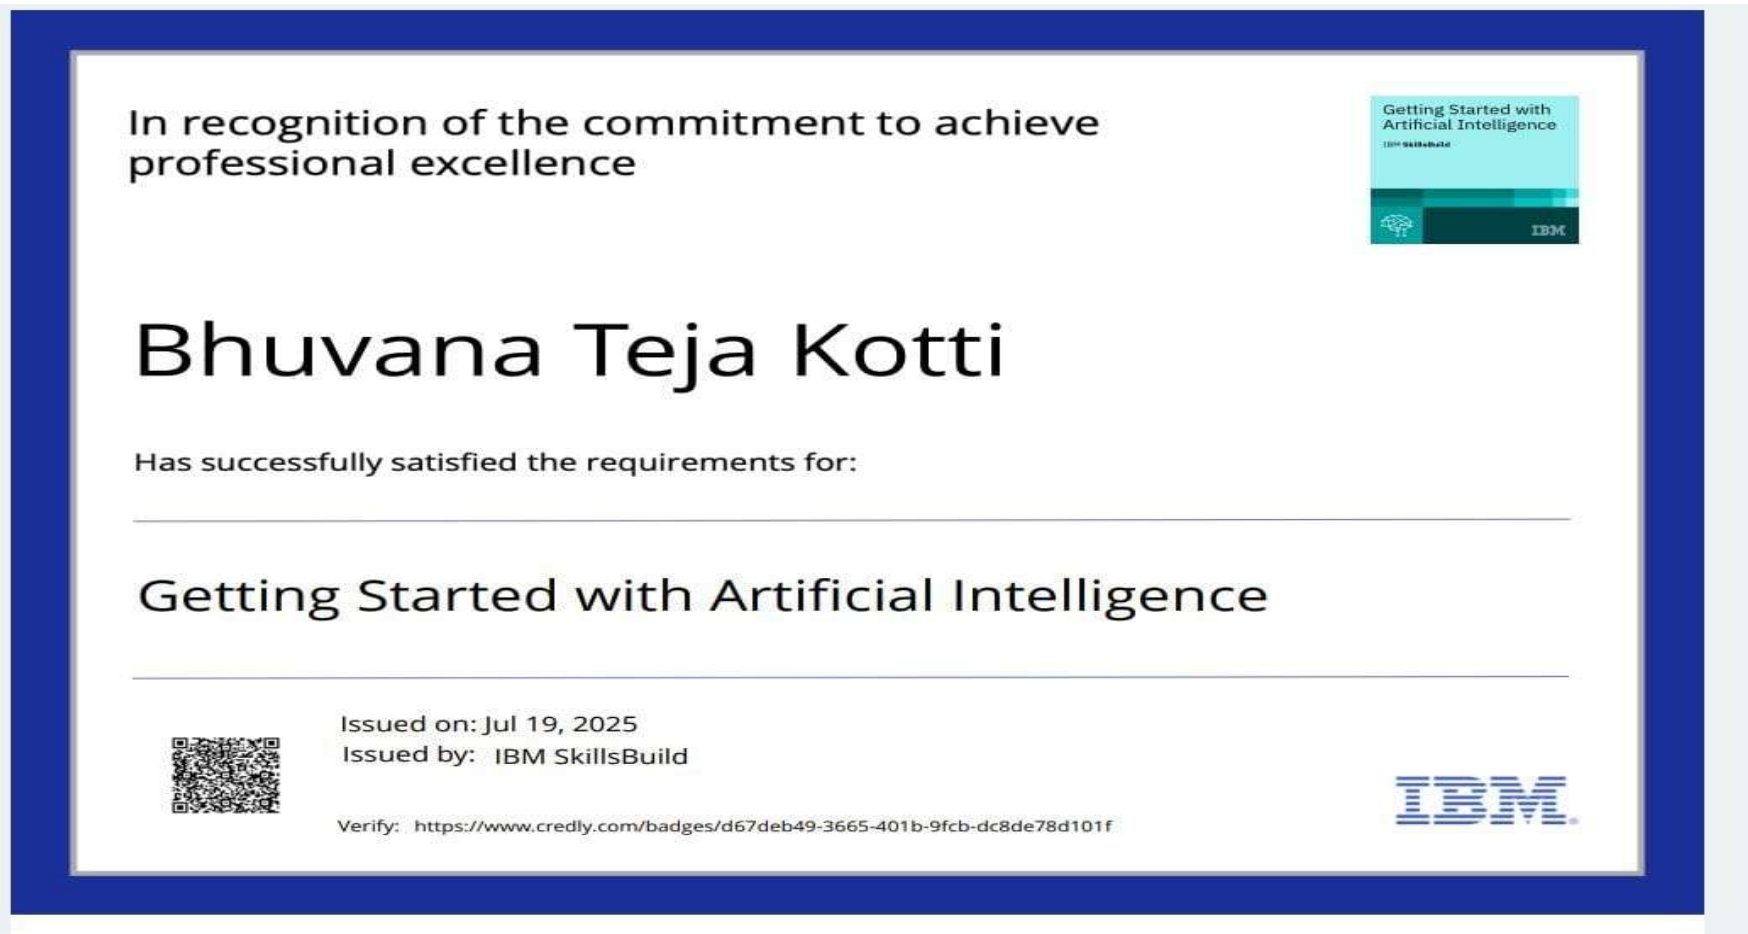 In recognition of the commitment to achieve
professional excellence
Getting Started with
Artificial Intelligence
IBM SkillsBuild
IBM
Bhuvana Teja Kotti
Has successfully satisfied the requirements for:
Getting Started with Artificial Intelligence
Issued on: Jul 19, 2025
Issued by: IBM SkillsBuild
Verify: https://www.credly.com/badges/d67deb49-3665-401b-9fcb-dc8de78d101f
IBM.